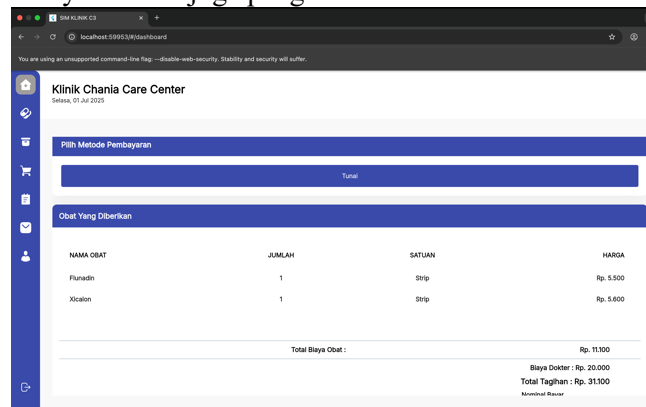 SIM KLINIK C3
localhost:59953/#/dashboard
You are using an unsupported command-line flag: --disable-web-security. Stability and security will suffer.
Klinik Chania Care Center
Selasa, 01 Jul 2025
Pilih Metode Pembayaran
Tunai
Obat Yang Diberikan
NAMA OBAT JUMLAH SATUAN HARGA
Flunadin 1 Strip Rp. 5.500
Xicalon 1 Strip Rp. 5.600
Total Biaya Obat : Rp. 11.100
Biaya Dokter : Rp. 20.000
Total Tagihan : Rp. 31.100
Nominal Bayar